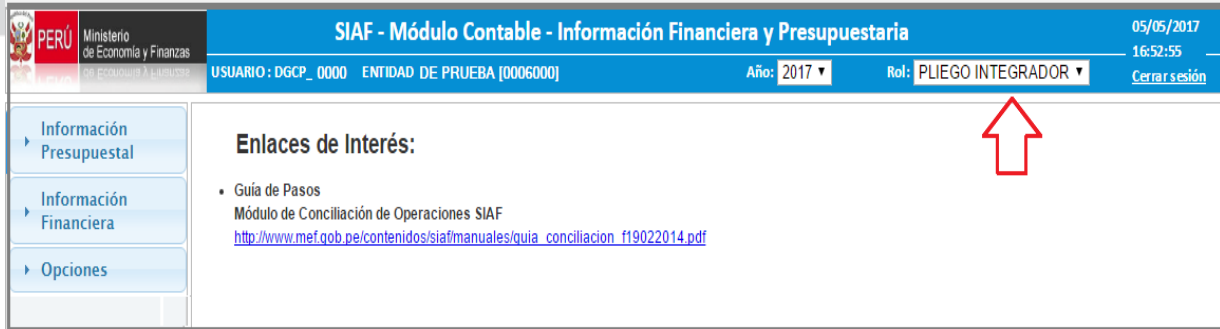 PERÚ
Ministerio
de Economía y Finanzas
SIAF - Módulo Contable - Información Financiera y Presupuestaria
05/05/2017
16:52:55
USUARIO : DGCP_ 0000 ENTIDAD DE PRUEBA [0006000]
Año: 2017
Rol: PLIEGO INTEGRADOR
Cerrar sesión
Información
Presupuestal
Información
Financiera
Opciones
Enlaces de Interés:
• Guía de Pasos
Módulo de Conciliación de Operaciones SIAF
http://www.mef.gob.pe/contenidos/siaf/manuales/guia_conciliacion_f19022014.pdf